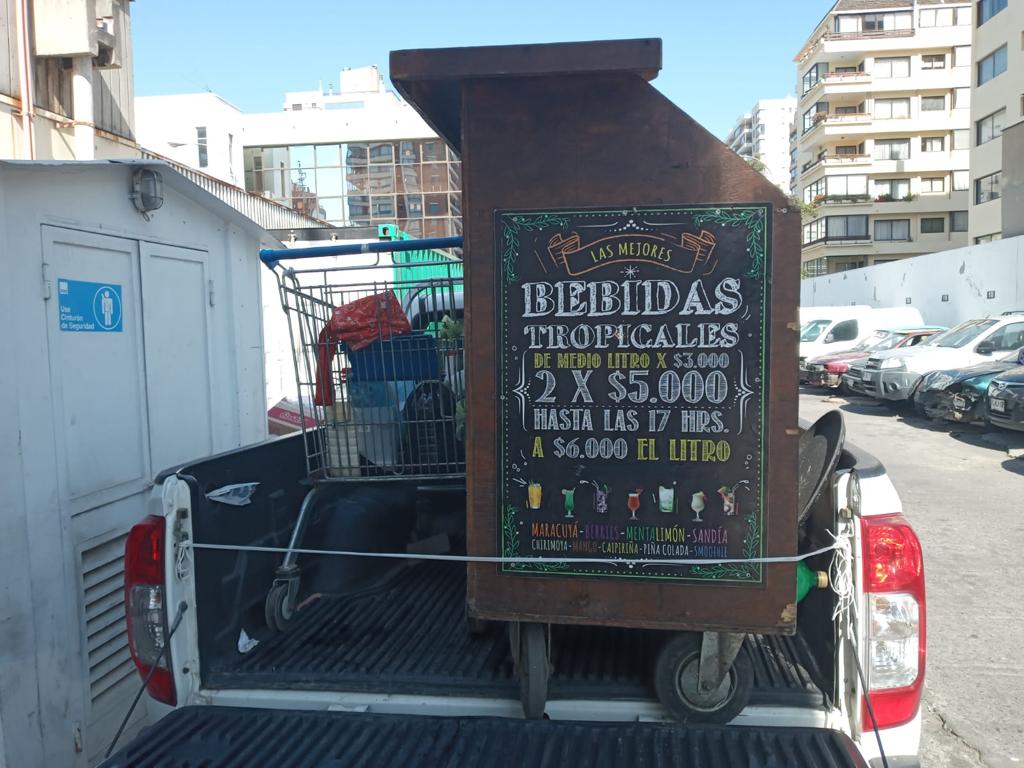 Use
Cinturón
de Seguridad
LAS MEJORES
BEBIDAS
TROPICALES
DE MEDIO LITRO X $3.000
2 X $5.000
HASTA LAS 17 HRS.
A $6.000 EL LITRO
MARACUYÁ-BERRIES-MENTALIMÓN-SANDÍA
CHIRIMOYA-MANGO-CAIPIRIÑA-PIÑA COLADA-SMOOTHIE